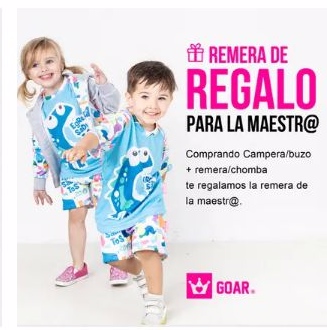 REMERA DE
REGALO
PARA LA MAESTR@
Comprando Campera/buzo
+ remera/chomba
te regalamos la remera de
la maestr@.
GOAR.